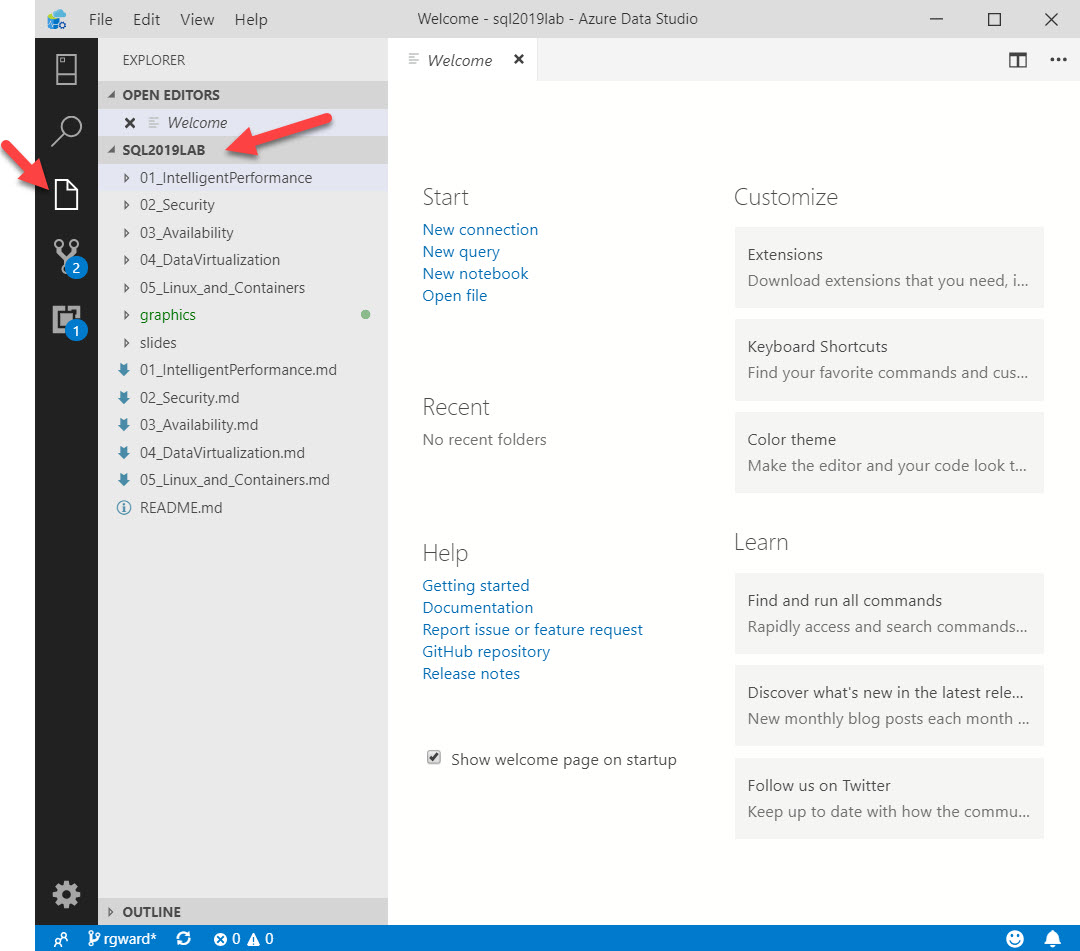 File Edit View Help
Welcome - sql2019lab - Azure Data Studio
EXPLORER
OPEN EDITORS
Welcome
SQL2019LAB
01_IntelligentPerformance
02_Security
03_Availability
04_DataVirtualization
05_Linux_and_Containers
graphics
slides
01_IntelligentPerformance.md
02_Security.md
03_Availability.md
04_DataVirtualization.md
05_Linux_and_Containers.md
README.md
OUTLINE
2
1
Welcome
Start
New connection
New query
New notebook
Open file
Recent
No recent folders
Help
Getting started
Documentation
Report issue or feature request
GitHub repository
Release notes
Show welcome page on startup
Customize
Extensions
Download extensions that you need, i...
Keyboard Shortcuts
Find your favorite commands and cus...
Color theme
Make the editor and your code look t...
Learn
Find and run all commands
Rapidly access and search commands...
Discover what's new in the latest rele...
New monthly blog posts each month ...
Follow us on Twitter
Keep up to date with how the commu...
rgward* 0 0